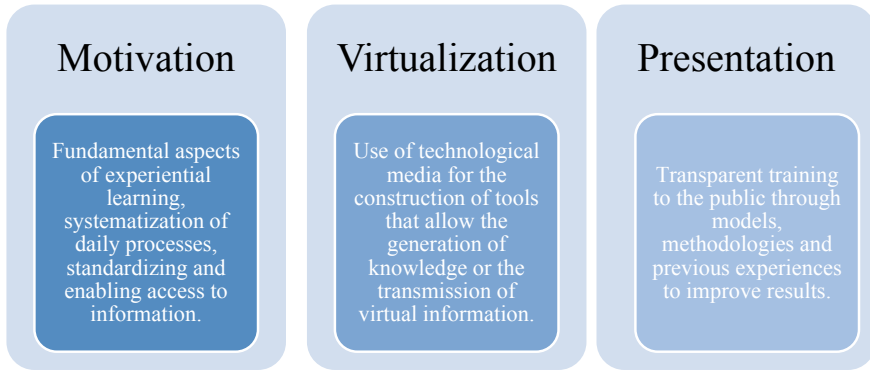 Motivation
Fundamental aspects
of experiential
learning,
systematization of
daily processes,
standardizing and
enabling access to
information.
Virtualization
Use of technological
media for the
construction of tools
that allow the
generation of
knowledge or the
transmission of
virtual information.
Presentation
Transparent training
to the public through
models,
methodologies and
previous experiences
to improve results.